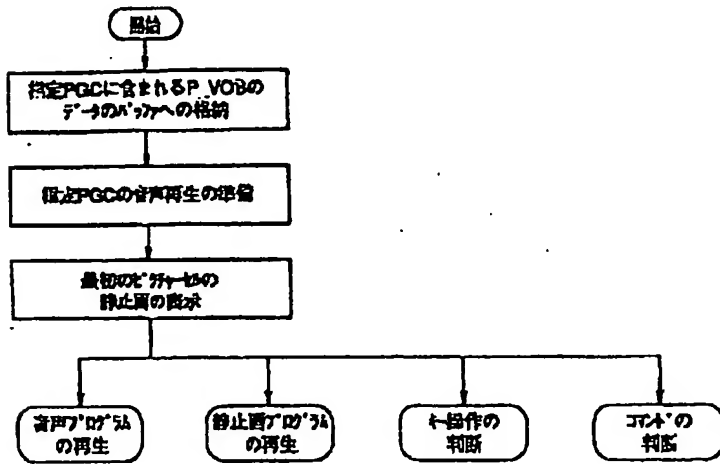 開始
指定PGCに含まれるP_VOBの
データのバッファへの格納
指定PGCの音声再生の準備
最初のピクチャーセルの
静止画の表示
音声プログラム
の再生
静止画プログラム
の再生
キー操作の
判断
コマンドの
判断